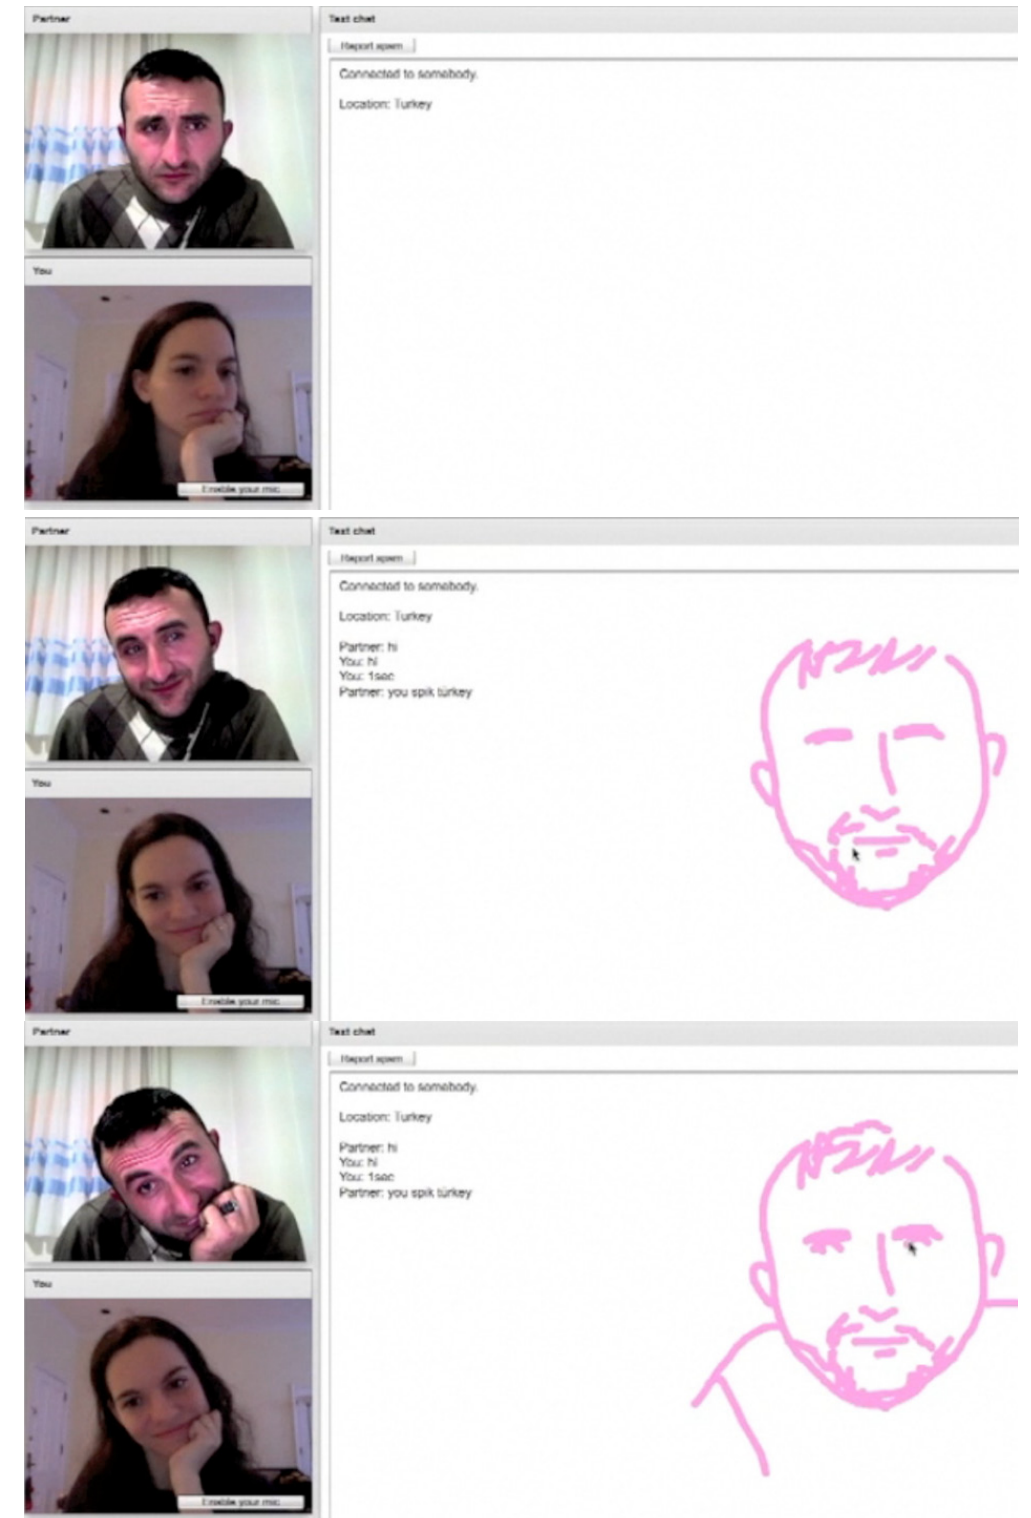 Partner
Text chat
Report spam
Connected to somebody.
Location: Turkey
You
Enable your mic
Partner
Text chat
Report spam
Connected to somebody.
Location: Turkey
Partner: hi
You: hi
You: 1sec
Partner: you spik türkey
You
Enable your mic
Partner
Text chat
Report spam
Connected to somebody.
Location: Turkey
Partner: hi
You: hi
You: 1sec
Partner: you spik türkey
You
Enable your mic